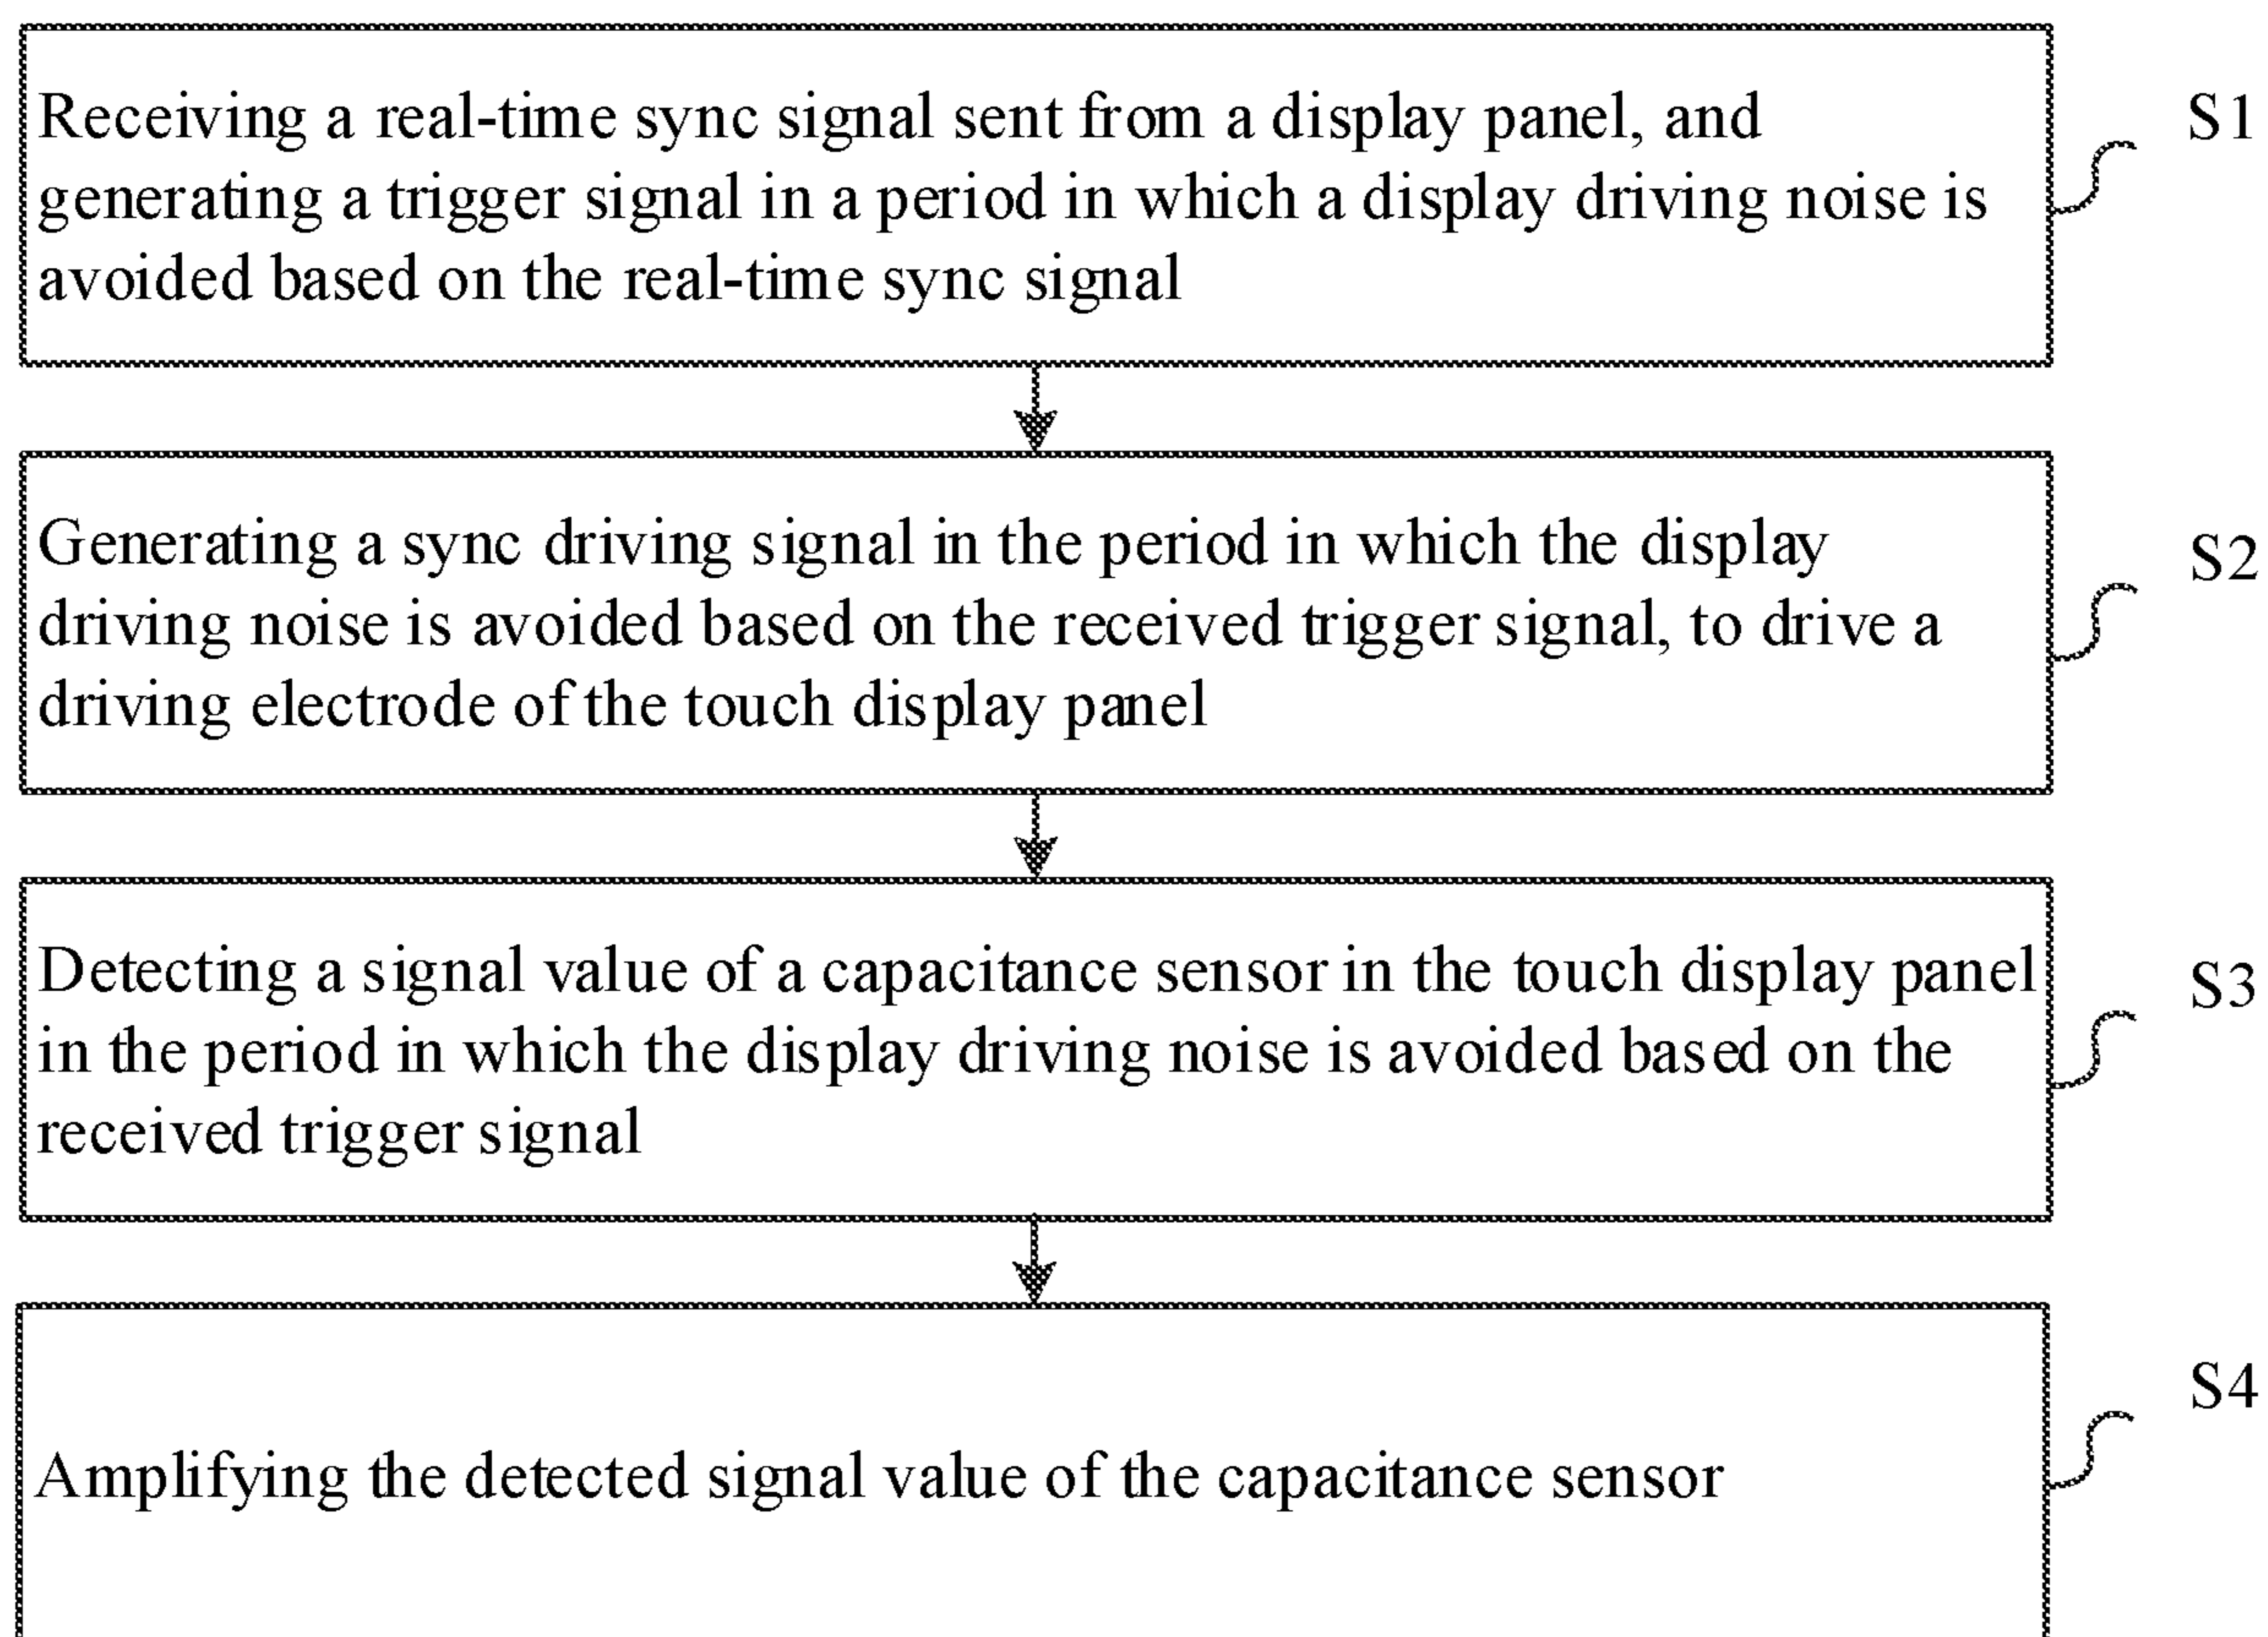 Receiving a real-time sync signal sent from a display panel, and
generating a trigger signal in a period in which a display driving noise is
avoided based on the real-time sync signal
S1
Generating a sync driving signal in the period in which the display
driving noise is avoided based on the received trigger signal, to drive a
driving electrode of the touch display panel
S2
Detecting a signal value of a capacitance sensor in the touch display panel
in the period in which the display driving noise is avoided based on the
received trigger signal
S3
Amplifying the detected signal value of the capacitance sensor
S4